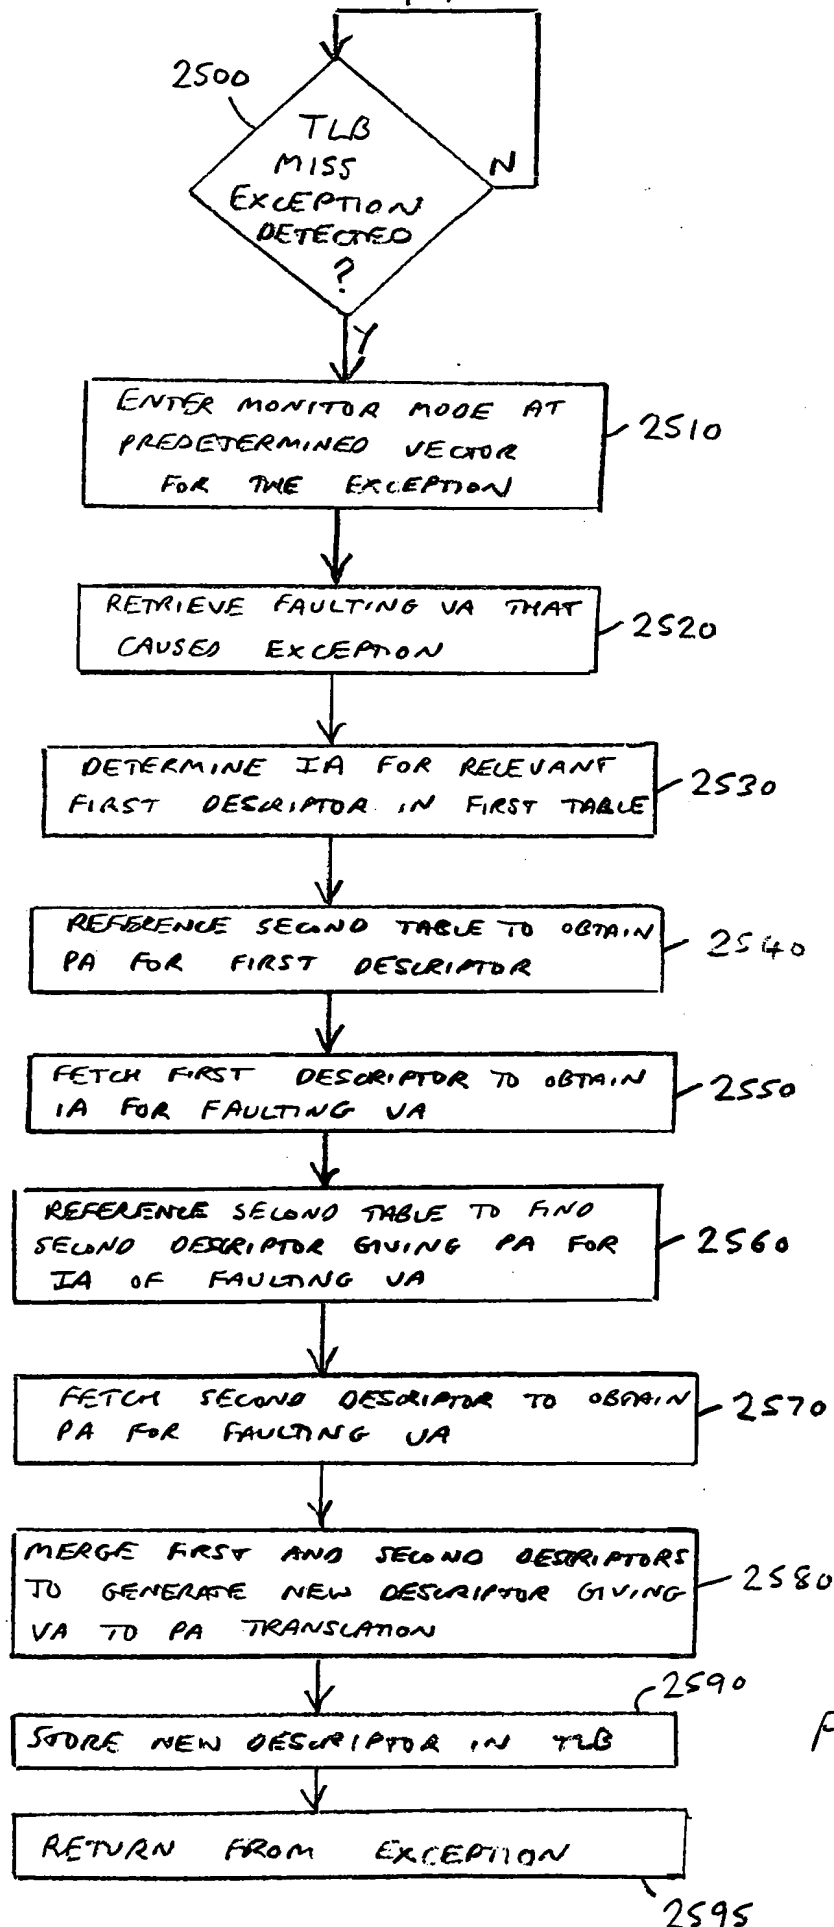 2500
TLB
MISS
EXCEPTION
DETECTED
?
N
Y
ENTER MONITOR MODE AT
PREDETERMINED VECTOR
FOR THE EXCEPTION
2510
RETRIEVE FAULTING VA THAT
CAUSED EXCEPTION
2520
DETERMINE IA FOR RELEVANT
FIRST DESCRIPTOR IN FIRST TABLE
2530
REFERENCE SECOND TABLE TO OBTAIN
PA FOR FIRST DESCRIPTOR
2540
FETCH FIRST DESCRIPTOR TO OBTAIN
IA FOR FAULTING VA
2550
REFERENCE SECOND TABLE TO FIND
SECOND DESCRIPTOR GIVING PA FOR
IA OF FAULTING VA
2560
FETCH SECOND DESCRIPTOR TO OBTAIN
PA FOR FAULTING VA
2570
MERGE FIRST AND SECOND DESCRIPTORS
TO GENERATE NEW DESCRIPTOR GIVING
VA TO PA TRANSLATION
2580
2590
STORE NEW DESCRIPTOR IN TLB
RETURN FROM EXCEPTION
2595